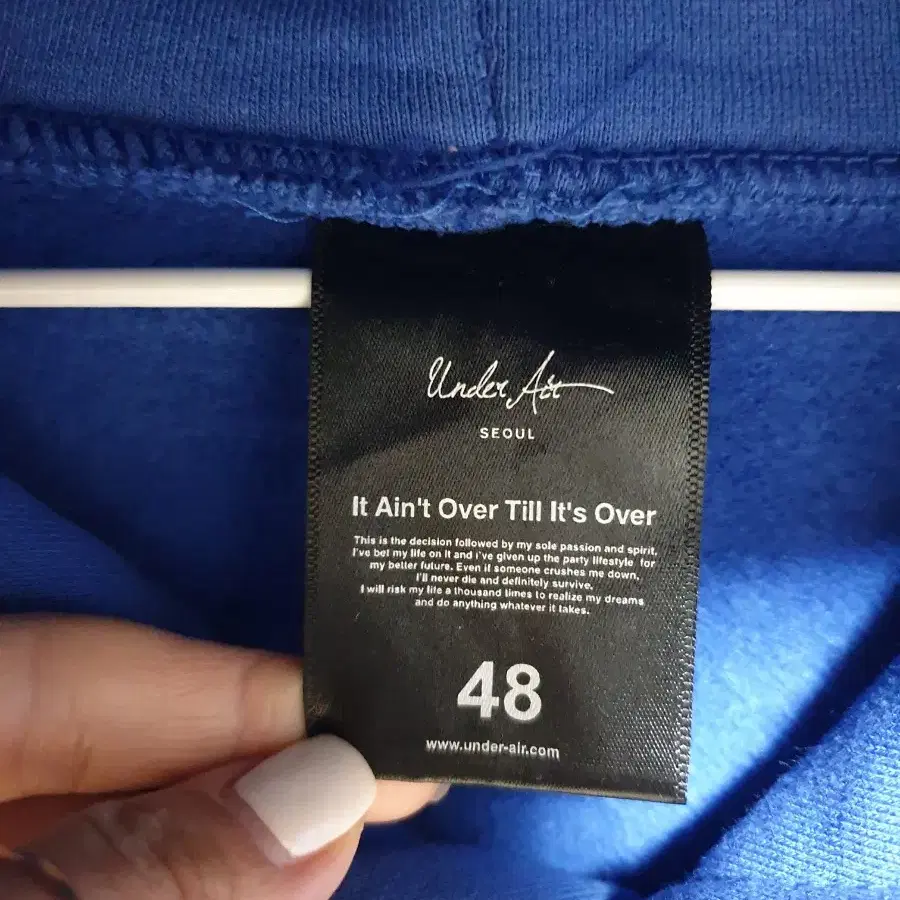 Under Air
SEOUL
It Ain't Over Till It's Over
This is the decision followed by my sole passion and spirit.
I've bet my life on it and i've given up the party lifestyle for
my better future. Even if someone crushes me down,
I'll never die and definitely survive.
I will risk my life a thousand times to realize my dreams
and do anything whatever it takes.
48
www.under-air.com